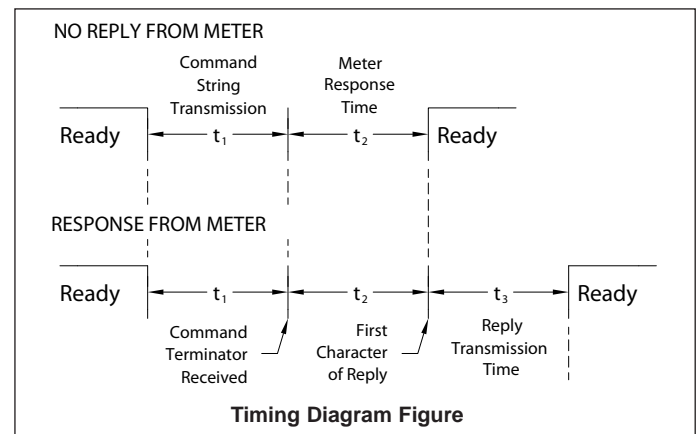 NO REPLY FROM METER
Command
String
Transmission
Meter
Response
Time
Ready
t₁
t₂
Ready
RESPONSE FROM METER
Ready
t₁
t₂
t₃
Ready
Command
Terminator
Received
First
Character
of Reply
Reply
Transmission
Time
Timing Diagram Figure